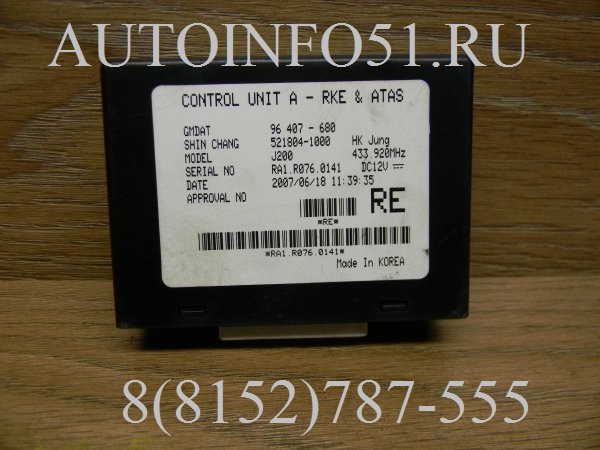 AUTOINFO51.RU
CONTROL UNIT A - RKE & ATAS
GMDAT 96 407 - 680
SHIN CHANG 521804-1000 HK Jung
MODEL J200 433.920MHz
SERIAL NO RA1.R076.0141 DC12V
DATE 2007/06/18 11:39:35
APPROVAL NO
RE
*RE*
*RA1.R076.0141*
Made In KOREA
8(8152)787-555